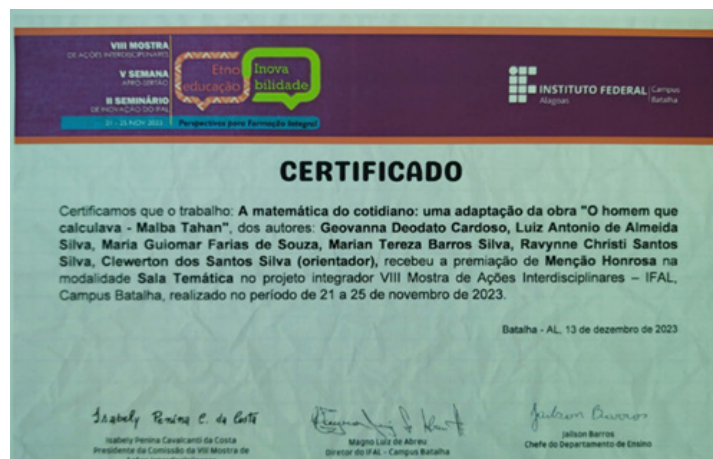 VIII MOSTRA
DE AÇÕES INTERDISCIPLINARES
V SEMANA
AFRO-SERTÃO
II SEMINÁRIO
DE INOVAÇÃO DO IFAL
21 - 25 NOV 2023
Etno
educação
Inova
bilidade
Perspectivas para Formação Integral
INSTITUTO FEDERAL
Alagoas
Campus
Batalha
CERTIFICADO
Certificamos que o trabalho: A matemática do cotidiano: uma adaptação da obra "O homem que
calculava - Malba Tahan", dos autores: Geovanna Deodato Cardoso, Luiz Antonio de Almeida
Silva, Maria Guiomar Farias de Souza, Marian Tereza Barros Silva, Ravynne Christi Santos
Silva, Clewerton dos Santos Silva (orientador), recebeu a premiação de Menção Honrosa na
modalidade Sala Temática no projeto integrador VIII Mostra de Ações Interdisciplinares – IFAL,
Campus Batalha, realizado no período de 21 a 25 de novembro de 2023.
Batalha - AL, 13 de dezembro de 2023
Isabely Penina C. da Costa
Isabely Penina Cavalcanti da Costa
Presidente da Comissão da VIII Mostra de
Magno Luiz de Abreu
Diretor do IFAL - Campus Batalha
Jailson Barros
Jailson Barros
Chefe do Departamento de Ensino